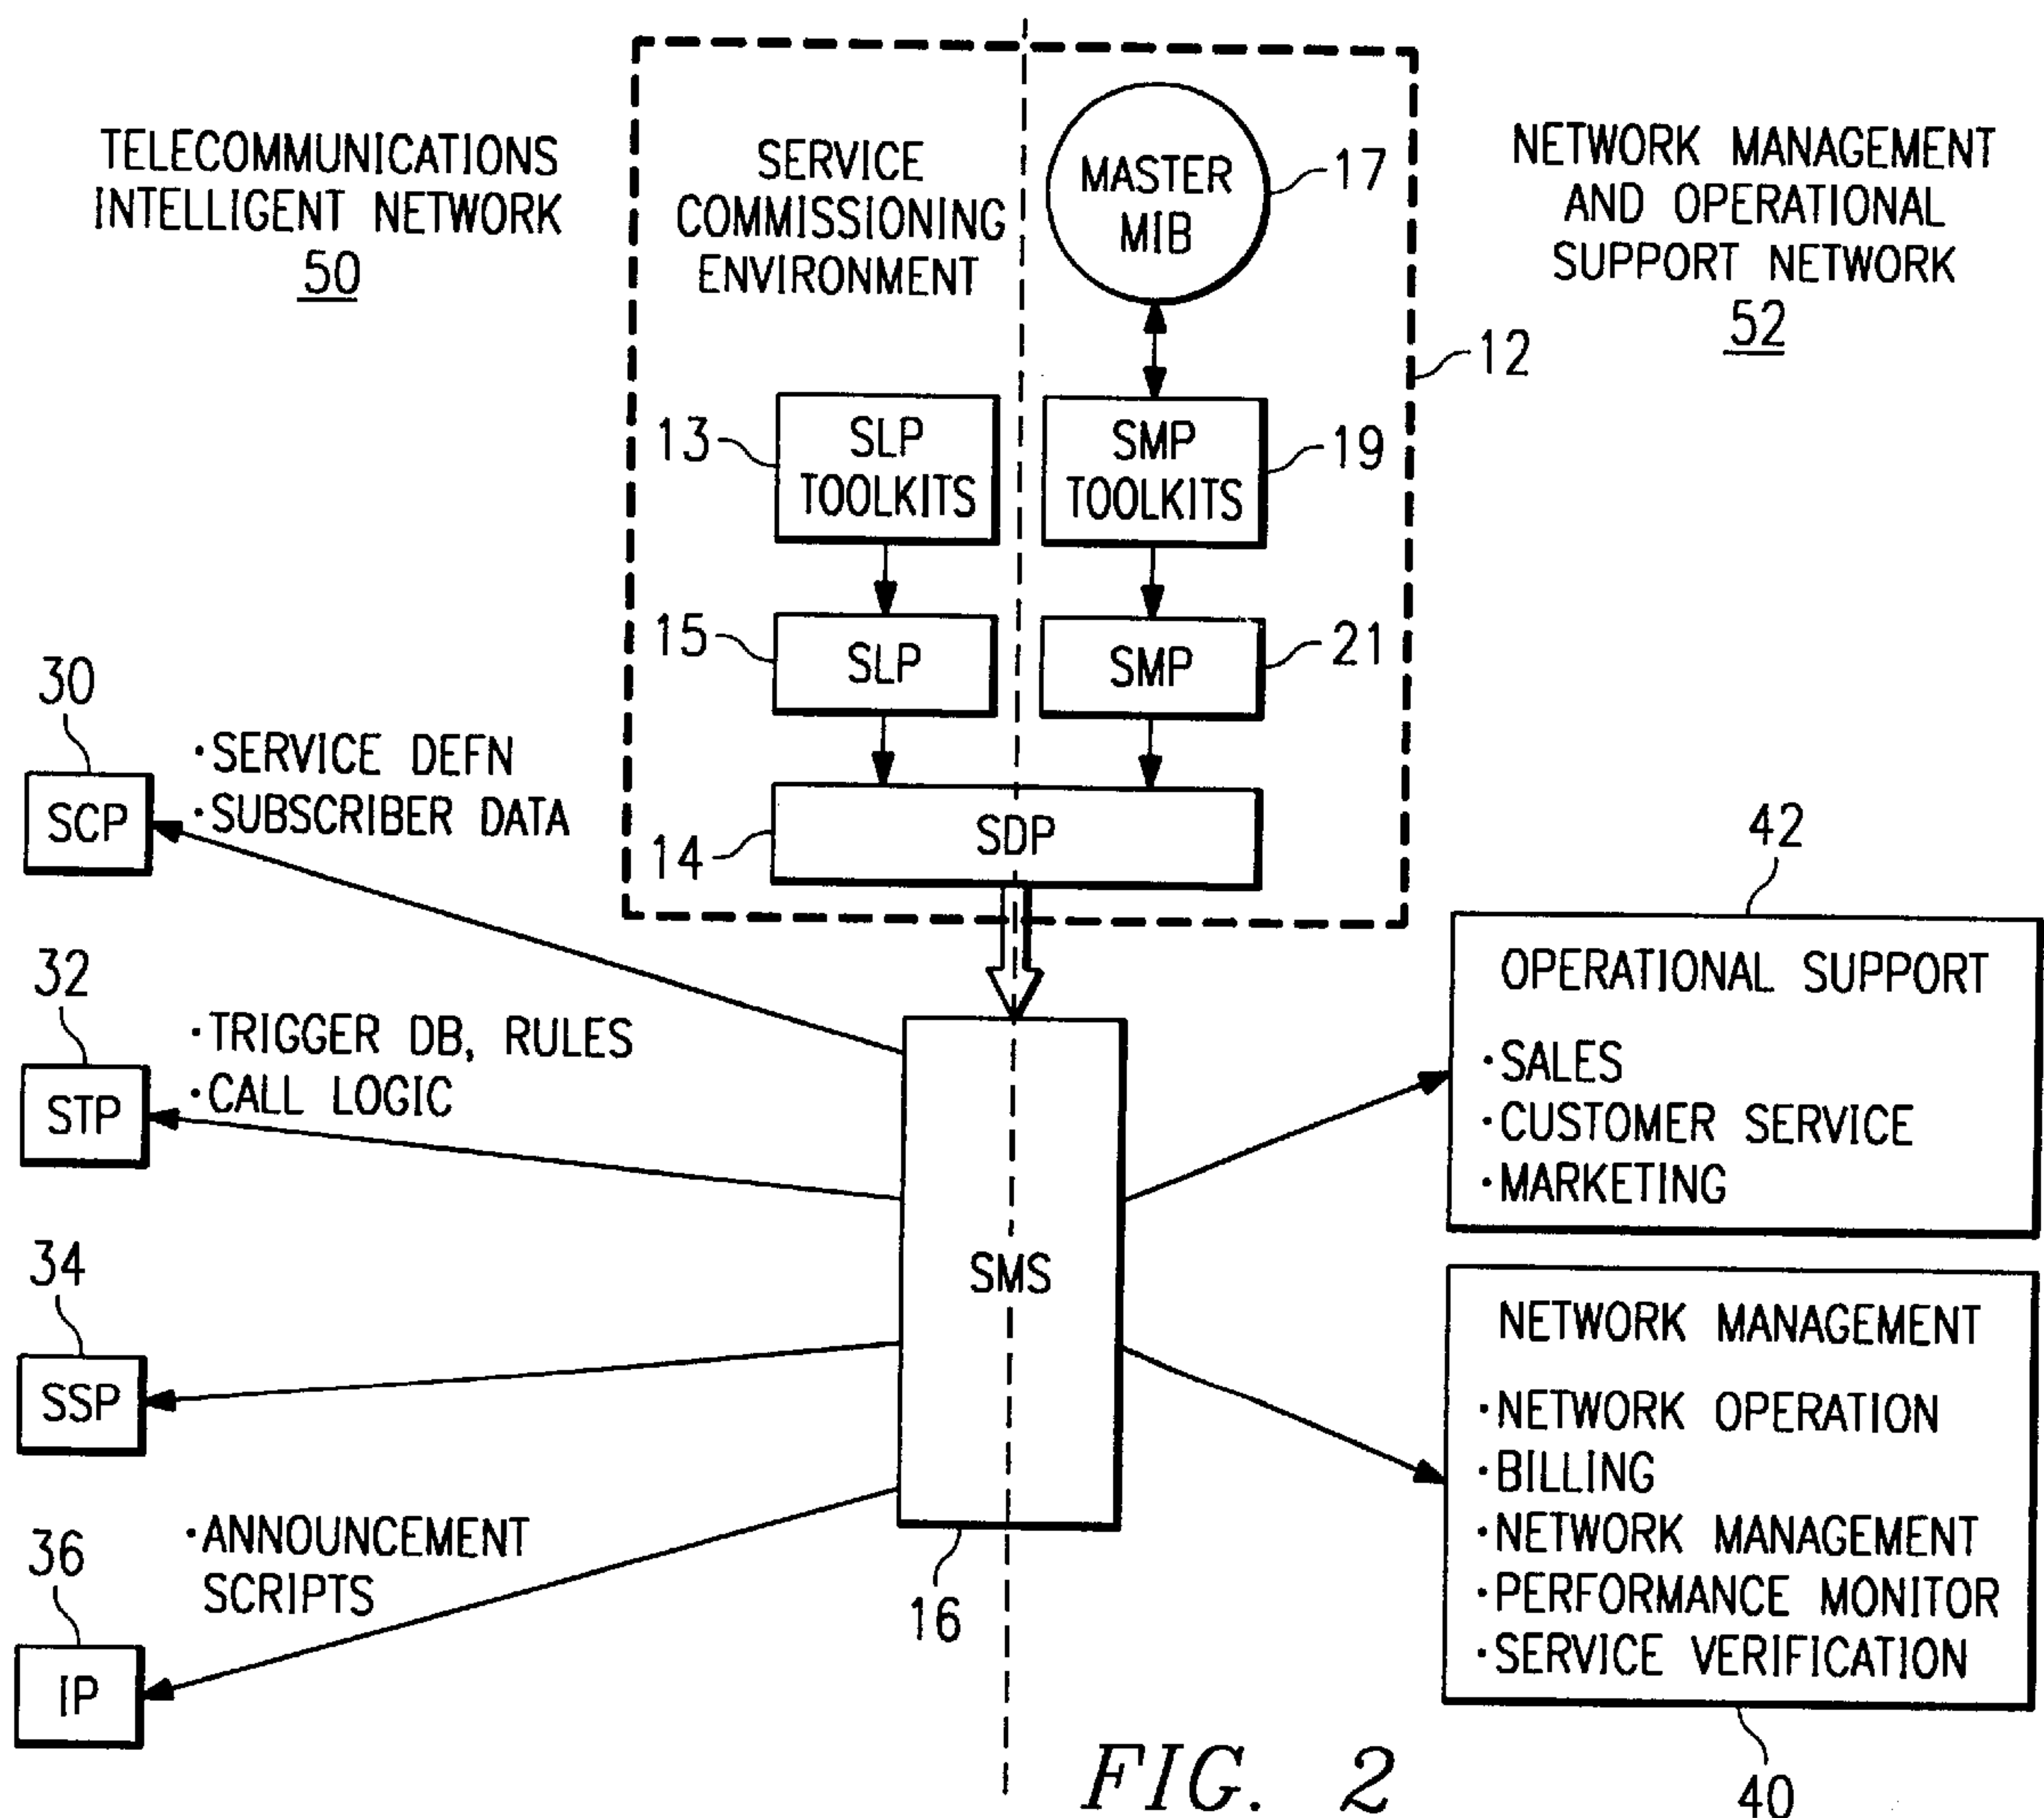 TELECOMMUNICATIONS
INTELLIGENT NETWORK
50
SERVICE
COMMISSIONING
ENVIRONMENT
MASTER
MIB
17
NETWORK MANAGEMENT
AND OPERATIONAL
SUPPORT NETWORK
52
12
13
SLP
TOOLKITS
SMP
TOOLKITS
19
15
SLP
SMP
21
14
SDP
30
SCP
·SERVICE DEFN
·SUBSCRIBER DATA
32
STP
·TRIGGER DB, RULES
·CALL LOGIC
34
SSP
36
IP
·ANNOUNCEMENT
SCRIPTS
SMS
16
42
OPERATIONAL SUPPORT
·SALES
·CUSTOMER SERVICE
·MARKETING
NETWORK MANAGEMENT
·NETWORK OPERATION
·BILLING
·NETWORK MANAGEMENT
·PERFORMANCE MONITOR
·SERVICE VERIFICATION
40
FIG. 2